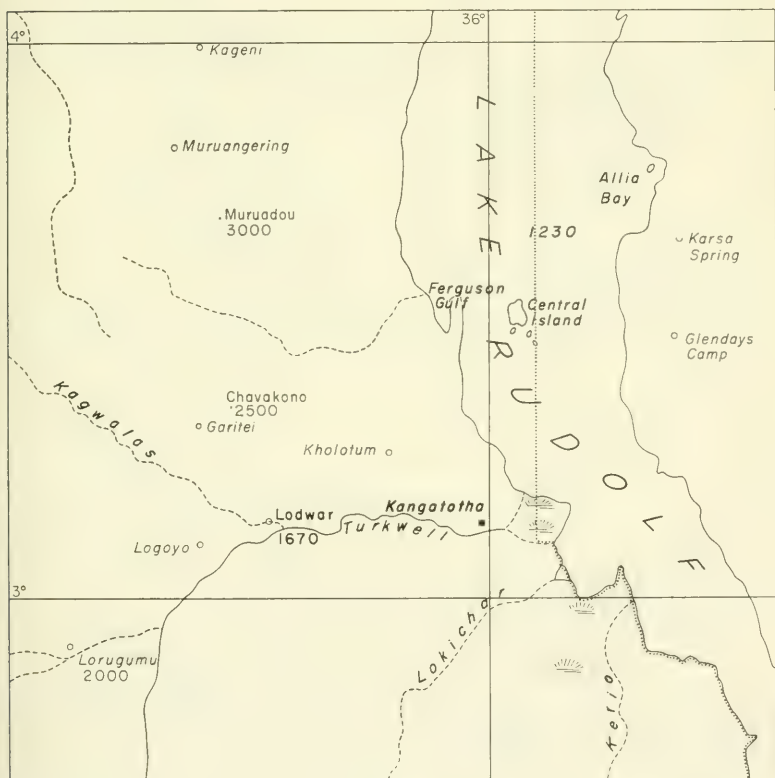 36°
4°
Kageni
LAKE RUDOLF
Muruangering
Allia
Bay
Muruadou
3000
1230
Karsa
Spring
Ferguson
Gulf
Central
Island
Glendays
Camp
Kagwalas
Chavakono
2500
Garitei
Kholotum
Kangatotha
Lodwar
1670
Turkwell
Logoyo
3°
Lokichar
Lorugumu
2000
Kerio